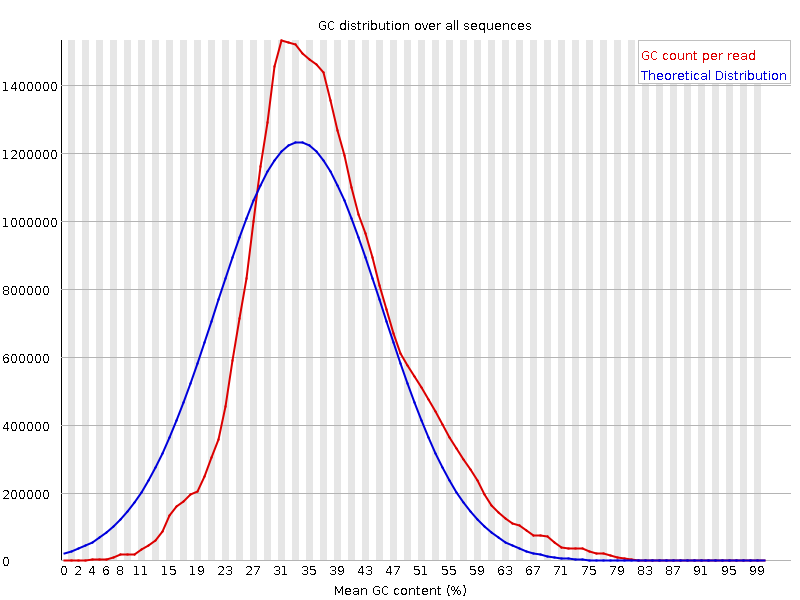 GC distribution over all sequences
GC count per read
Theoretical Distribution
1400000
1200000
1000000
800000
600000
400000
200000
0
0 2 4 6 8 11 15 19 23 27 31 35 39 43 47 51 55 59 63 67 71 75 79 83 87 91 95 99
Mean GC content (%)